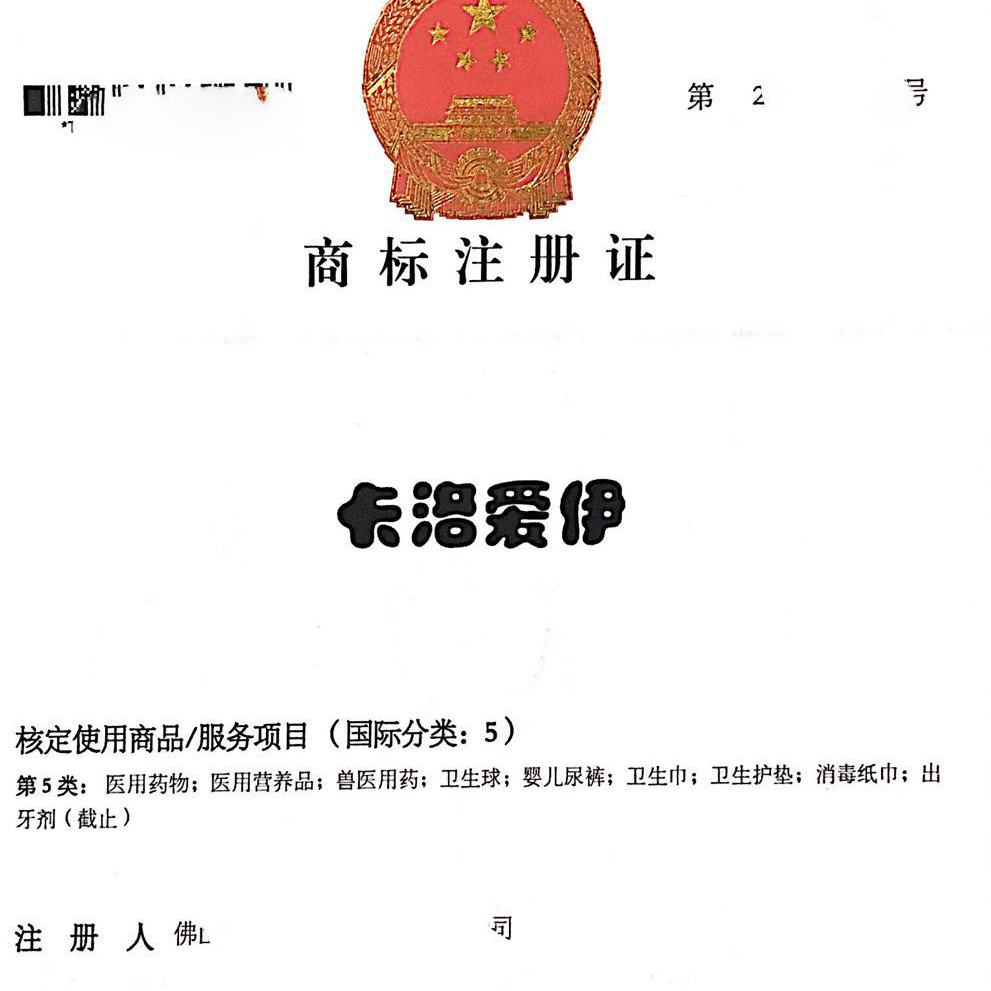 第 2 号
商标注册证
卡洛爱伊
核定使用商品/服务项目（国际分类：5）
第5类：医用药物；医用营养品；兽医用药；卫生球；婴儿尿裤；卫生巾；卫生护垫；消毒纸巾；出
牙剂（截止）
注册人 佛 司